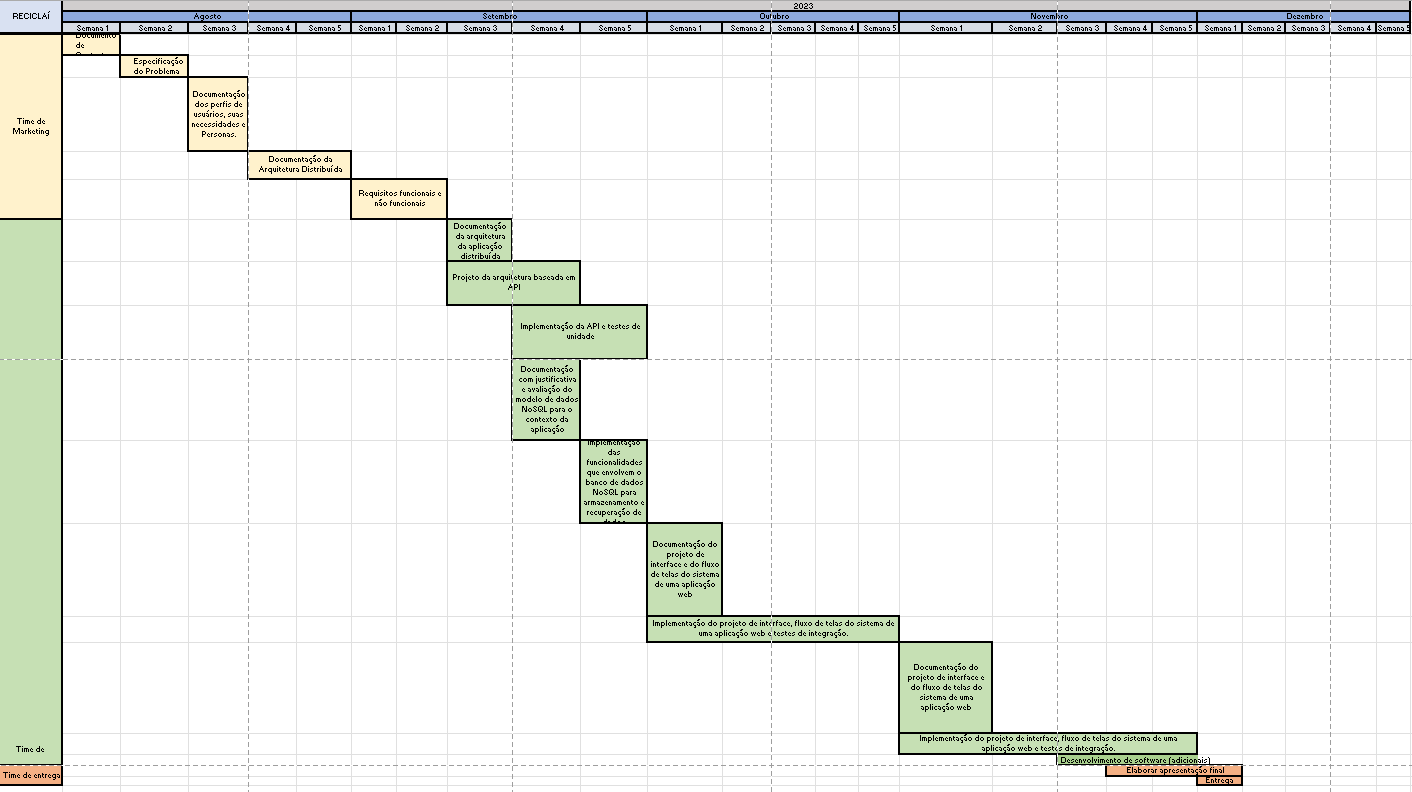 2023
RECICLAÍ
Agosto Setembro Outubro Novembro Dezembro
Semana 1 Semana 2 Semana 3 Semana 4 Semana 5 Semana 1 Semana 2 Semana 3 Semana 4 Semana 5 Semana 1 Semana 2 Semana 3 Semana 4 Semana 5 Semana 1 Semana 2 Semana 3 Semana 4 Semana 5 Semana 1 Semana 2 Semana 3 Semana 4 Semana 5
Time de
Marketing
Documento
de
Especificação
do Problema
Documentação
dos perfis de
usuários, suas
necessidades e
Personas.
Documentação da
Arquitetura Distribuída
Requisitos funcionais e
não funcionais
Documentação
da arquitetura
da aplicação
distribuída
Projeto da arquitetura baseada em
API
Implementação da API e testes de
unidade
Documentação
com justificativa
e avaliação do
modelo de dados
NoSQL para o
contexto da
aplicação
Implementação
das
funcionalidades
que envolvem o
banco de dados
NoSQL para
armazenamento e
recuperação de
dados
Documentação do
projeto de
interface e do fluxo
de telas do sistema
de uma aplicação
web
Implementação do projeto de interface, fluxo de telas do sistema de
uma aplicação web e testes de integração.
Documentação do
projeto de interface e
do fluxo de telas do
sistema de uma
aplicação web
Implementação do projeto de interface, fluxo de telas do sistema de uma
aplicação web e testes de integração.
Time de
Desenvolvimento de software (adicionais)
Time de entrega
Elaborar apresentação final
Entrega